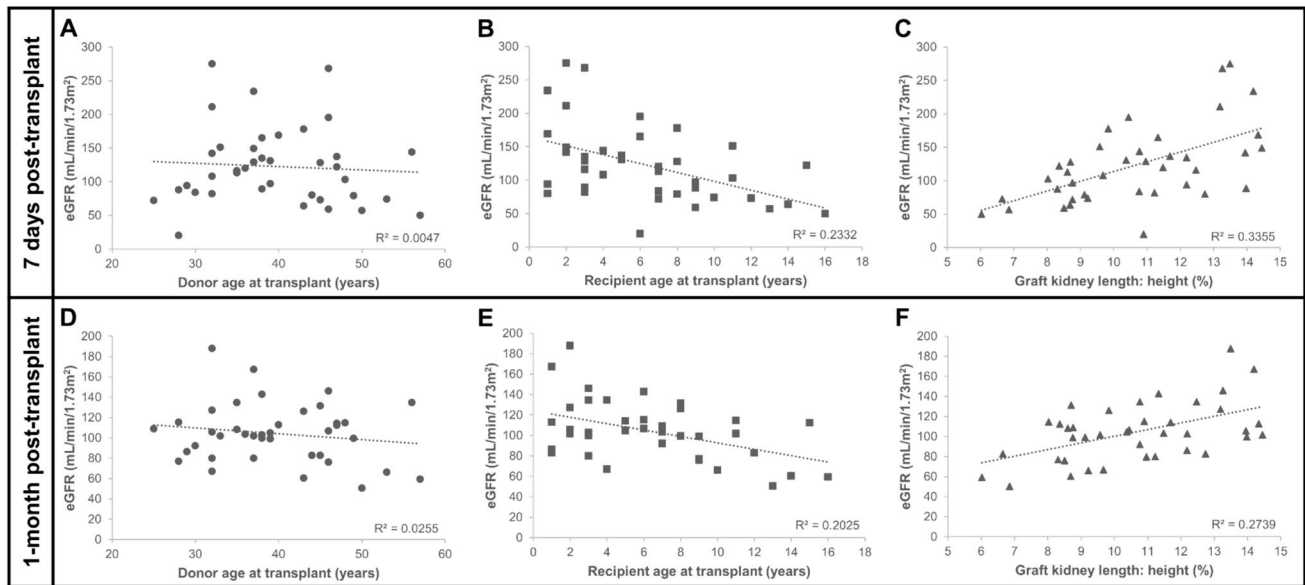 7 days post-transplant
A
300
250
200
150
100
50
0
eGFR (mL/min/1.73m²)
20 30 40 50 60
Donor age at transplant (years)
R² = 0.0047
B
300
250
200
150
100
50
0
eGFR (mL/min/1.73m²)
0 2 4 6 8 10 12 14 16 18
Recipient age at transplant (years)
R² = 0.2332
C
300
250
200
150
100
50
0
eGFR (mL/min/1.73m²)
5 6 7 8 9 10 11 12 13 14 15
Graft kidney length: height (%)
R² = 0.3355
1-month post-transplant
D
200
180
160
140
120
100
80
60
40
20
0
eGFR (mL/min/1.73m²)
20 30 40 50 60
Donor age at transplant (years)
R² = 0.0255
E
200
180
160
140
120
100
80
60
40
20
0
eGFR (mL/min/1.73m²)
0 2 4 6 8 10 12 14 16 18
Recipient age at transplant (years)
R² = 0.2025
F
200
180
160
140
120
100
80
60
40
20
0
eGFR (mL/min/1.73m²)
5 6 7 8 9 10 11 12 13 14 15
Graft kidney length: height (%)
R² = 0.2739